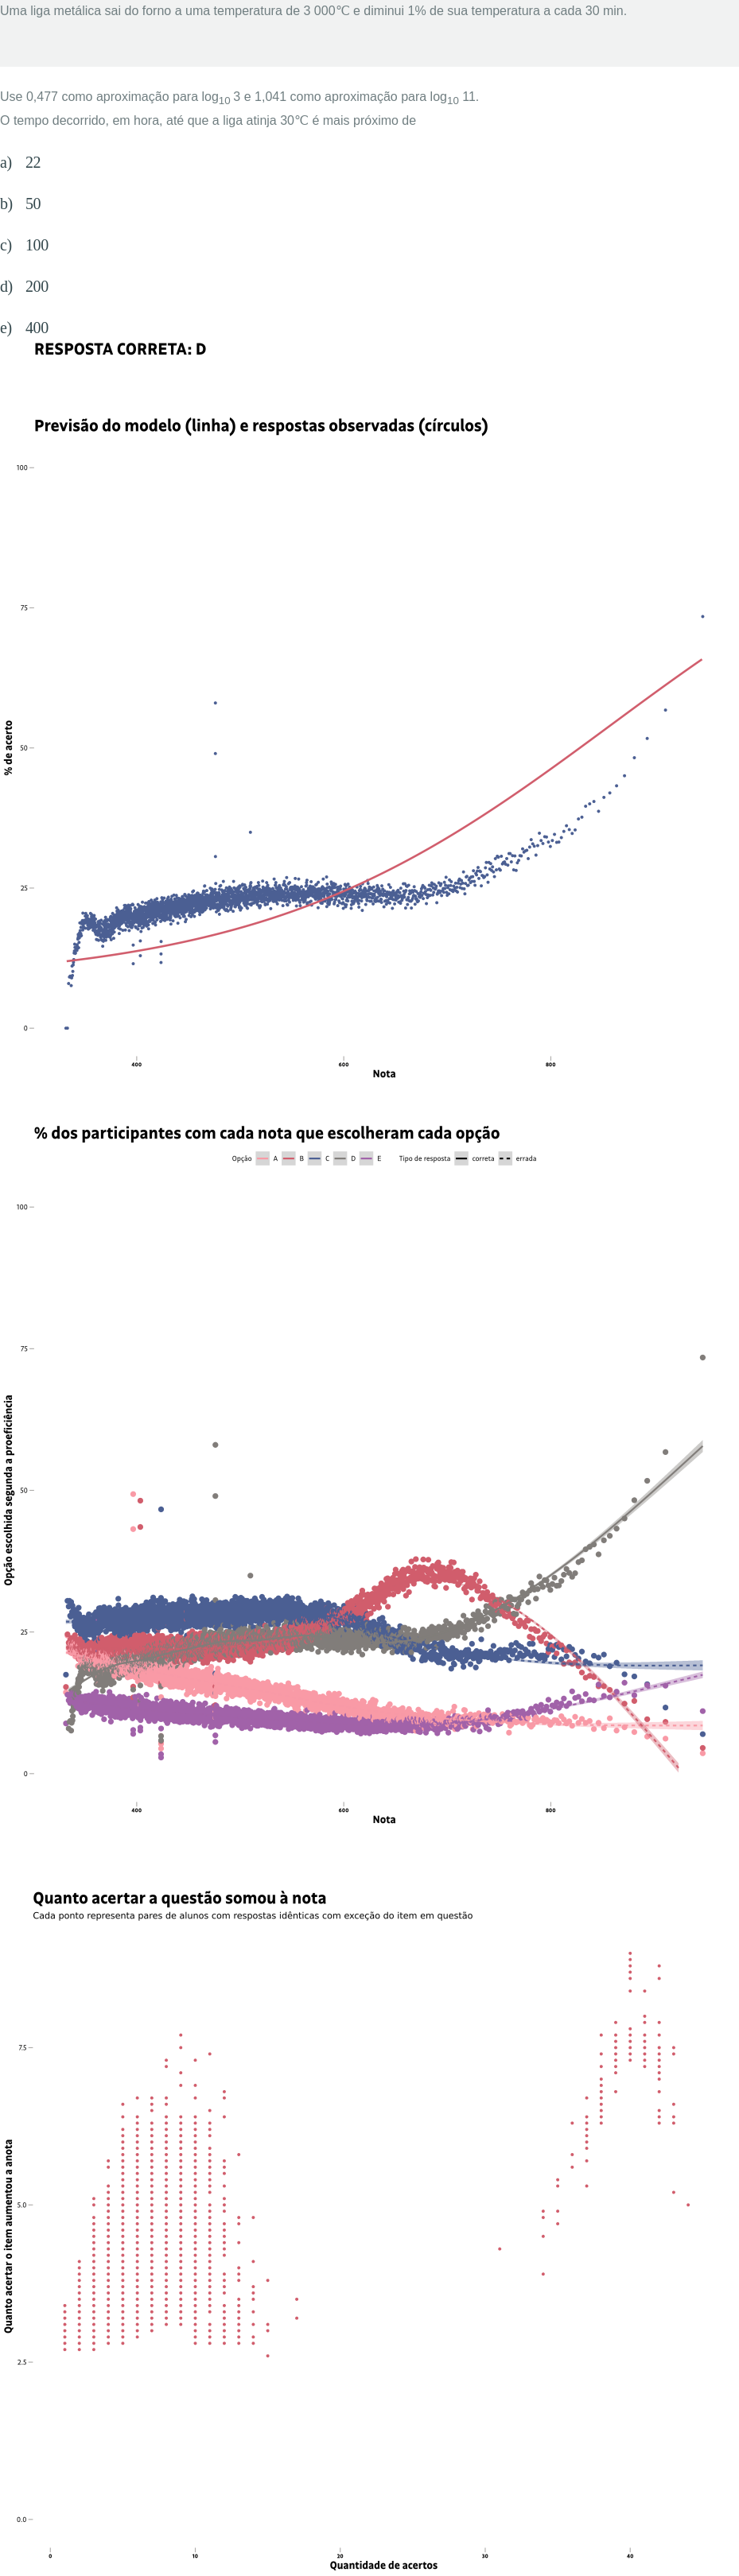 Uma liga metálica sai do forno a uma temperatura de 3 000℃ e diminui 1% de sua temperatura a cada 30 min.
Use 0,477 como aproximação para log10 3 e 1,041 como aproximação para log10 11.
O tempo decorrido, em hora, até que a liga atinja 30℃ é mais próximo de
a) 22
b) 50
c) 100
d) 200
e) 400
RESPOSTA CORRETA: D
Previsão do modelo (linha) e respostas observadas (círculos)
100
75
50
25
0
% de acerto
400 600 800
Nota
% dos participantes com cada nota que escolheram cada opção
Opção A B C D E Tipo de resposta correta errada
100
75
50
25
0
Opção escolhida segunda a proeficiência
400 600 800
Nota
Quanto acertar a questão somou à nota
Cada ponto representa pares de alunos com respostas idênticas com exceção do item em questão
7.5
5.0
2.5
0.0
Quanto acertar o item aumentou a anota
0 10 20 30 40
Quantidade de acertos